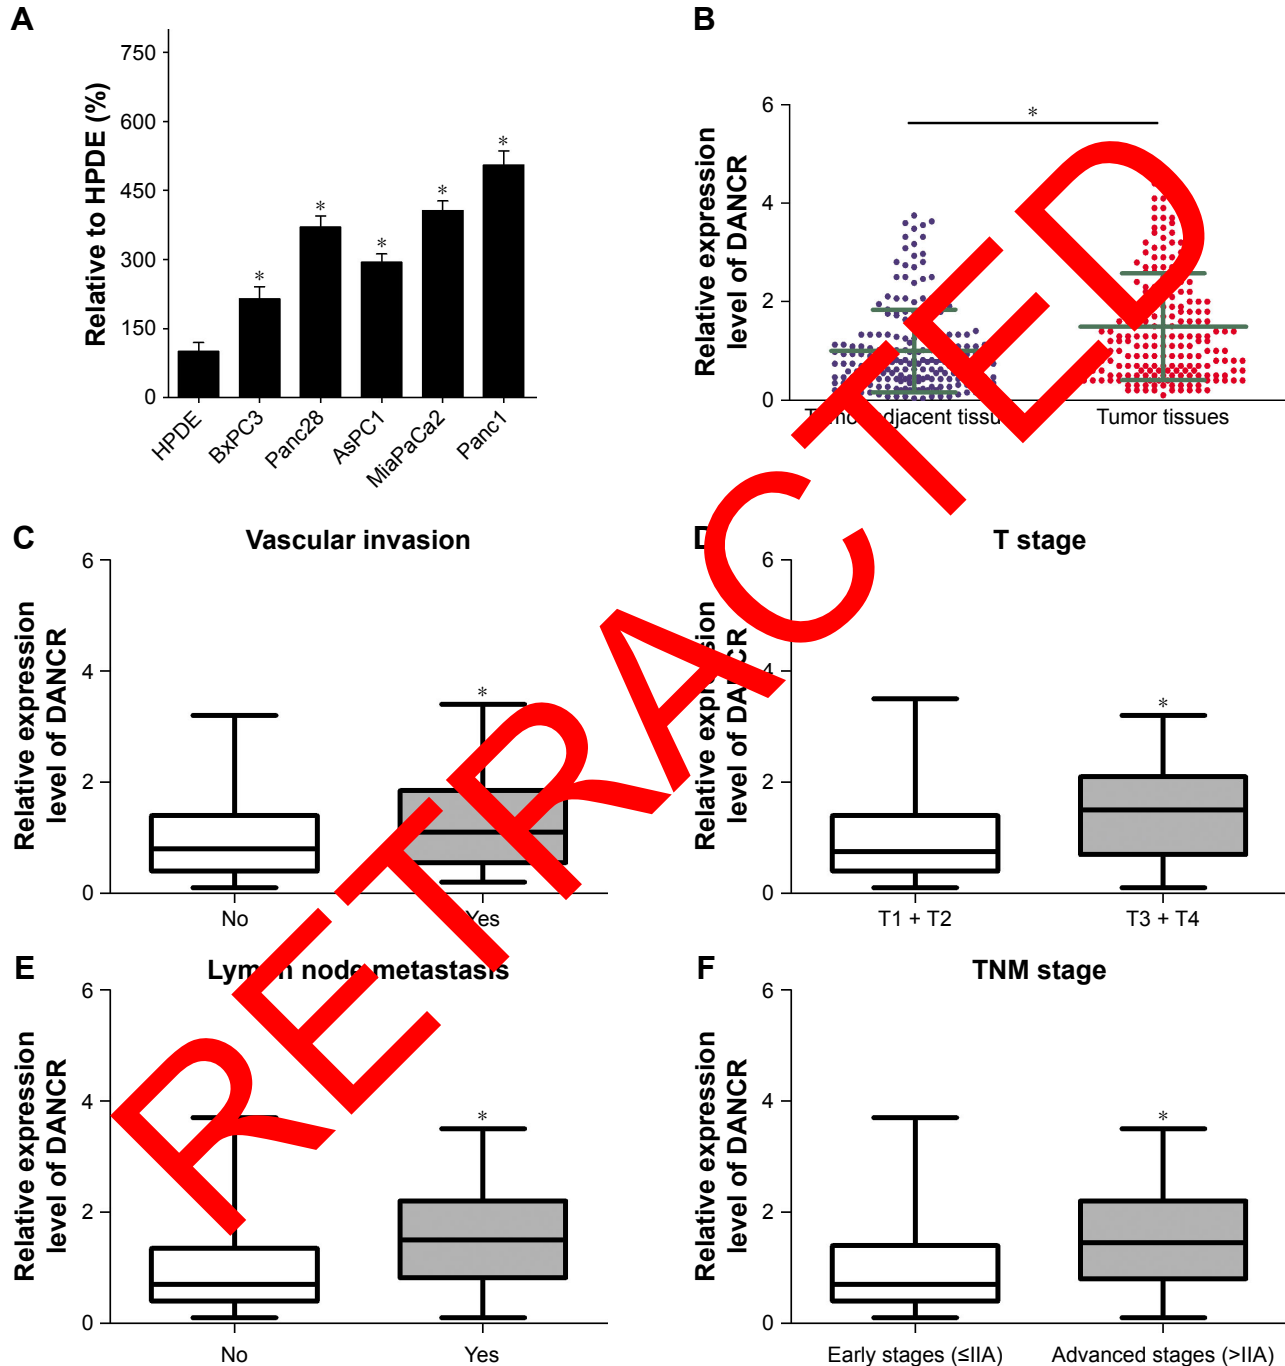 A
Relative to HPDE (%)
750
600
450
300
150
0
*
*
*
*
*
HPDE
BxPC3
Panc28
AsPC1
MiaPaCa2
Panc1
B
Relative expression
level of DANCR
6
4
2
0
*
Tumor tissues
C
Vascular invasion
Relative expression
level of DANCR
6
4
2
0
*
No
Yes
D
T stage
Relative expression
level of DANCR
6
4
2
0
*
T1 + T2
T3 + T4
E
Lymph node metastasis
Relative expression
level of DANCR
6
4
2
0
*
No
Yes
F
TNM stage
Relative expression
level of DANCR
6
4
2
0
*
Early stages (≤IIA)
Advanced stages (>IIA)
RETRACTED